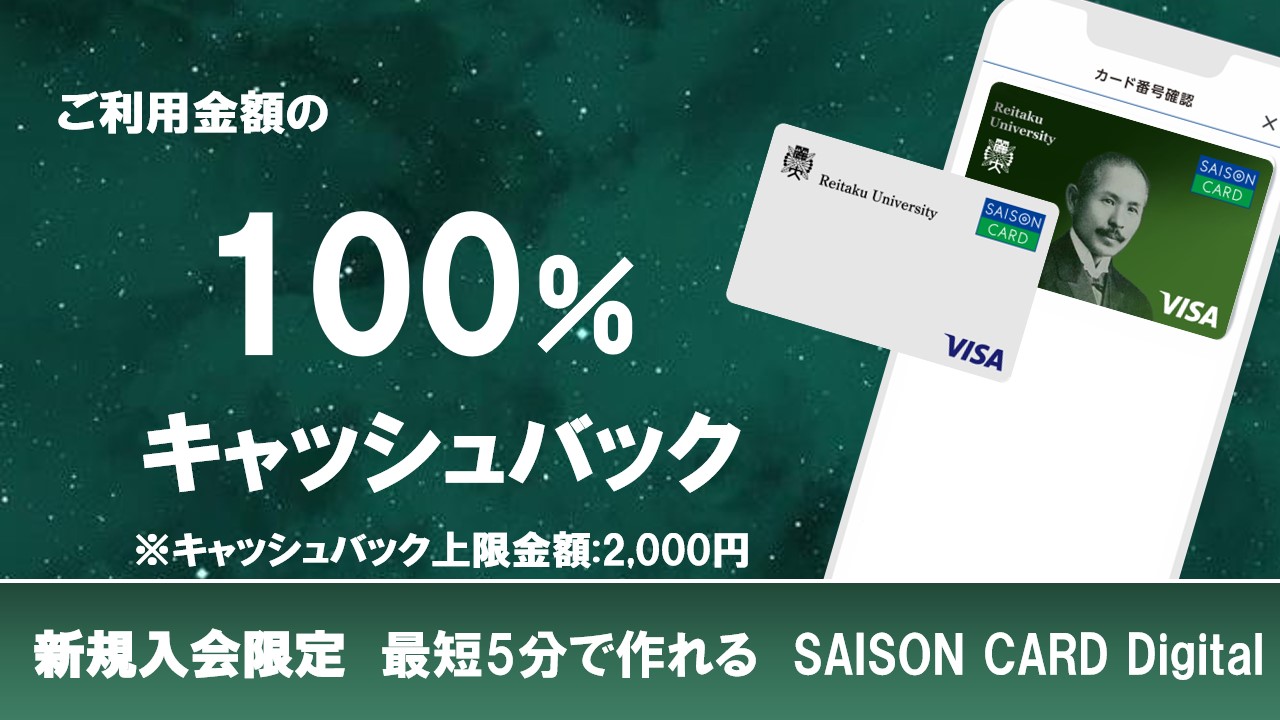 ご利用金額の
100%
キャッシュバック
※キャッシュバック上限金額:2,000円
カード番号確認
×
Reitaku
University
SAISON
CARD
VISA
Reitaku University
SAISON
CARD
VISA
新規入会限定 最短5分で作れる SAISON CARD Digital